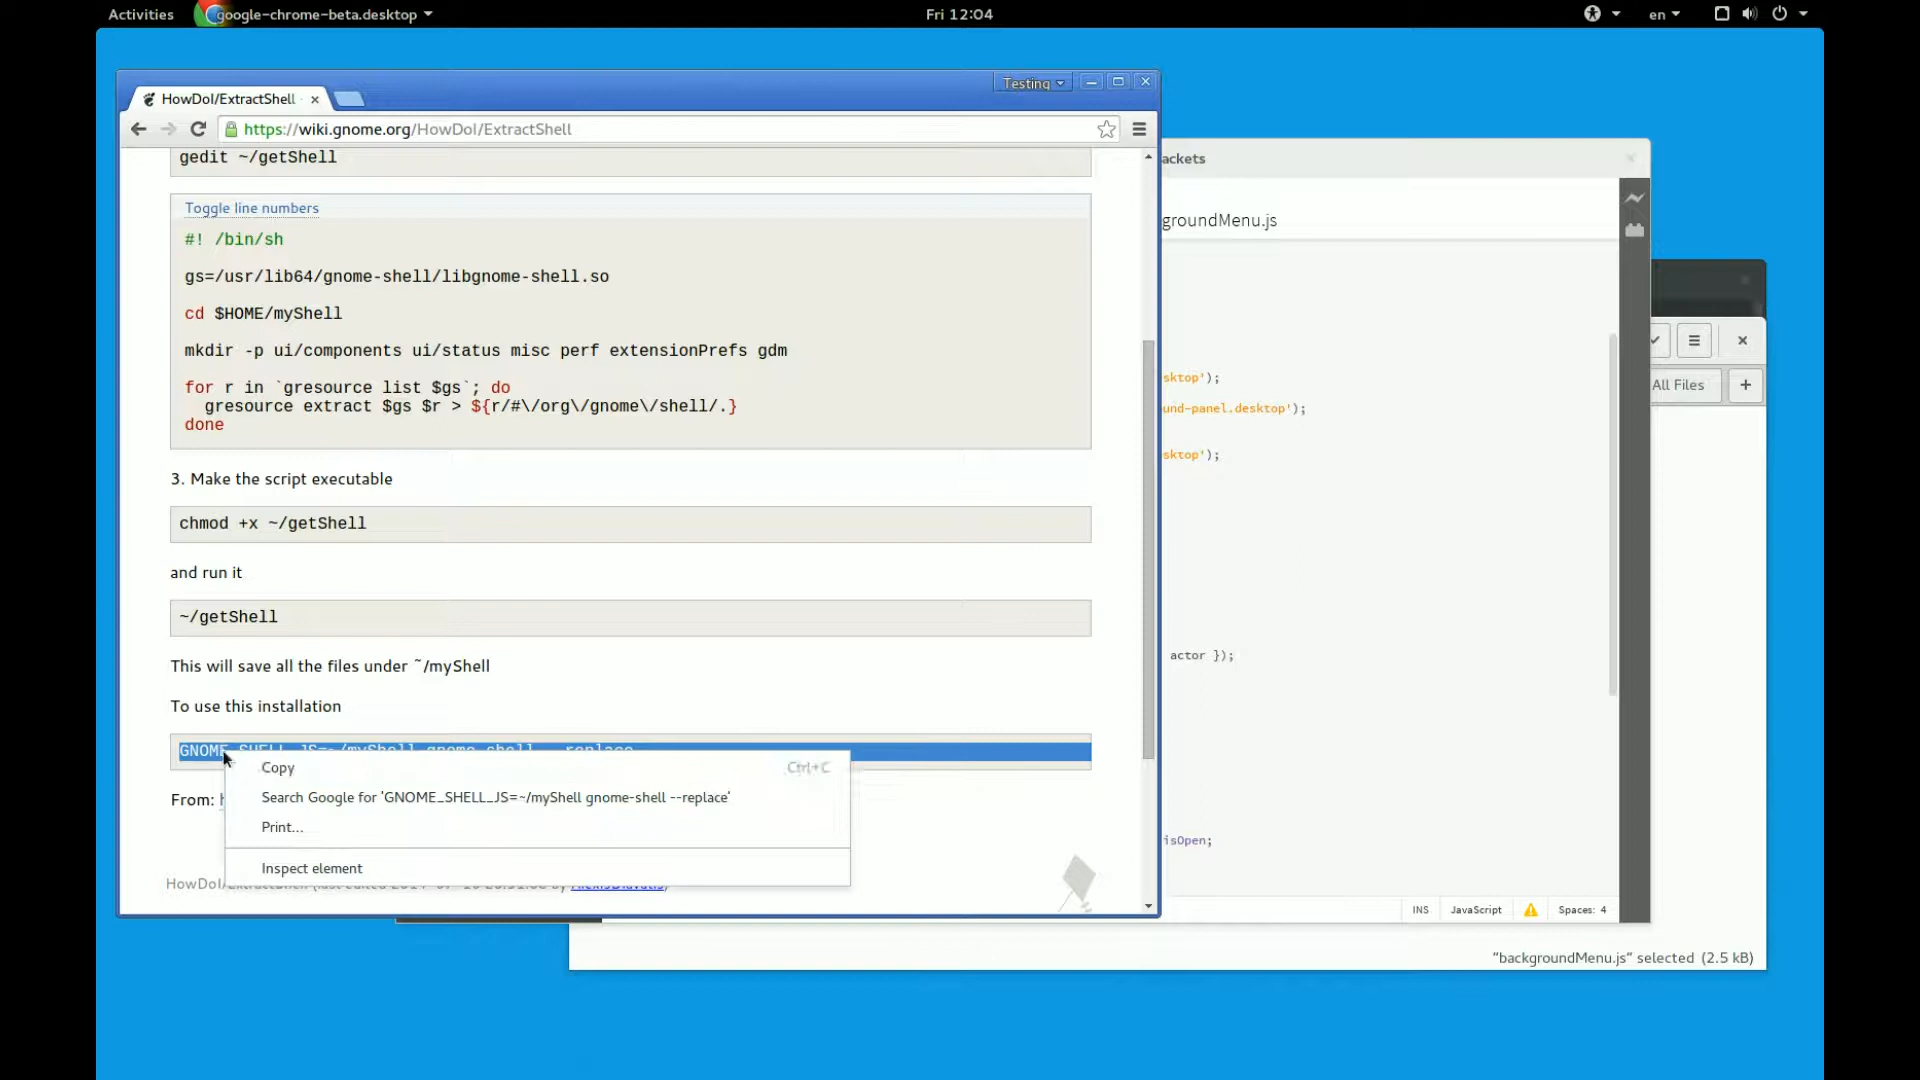 Activities google-chrome-beta.desktop Fri 12:04 en
Testing
HowDoI/ExtractShell
https://wiki.gnome.org/HowDoI/ExtractShell
gedit ~/getShell
Toggle line numbers
#! /bin/sh
gs=/usr/lib64/gnome-shell/libgnome-shell.so
cd $HOME/myShell
mkdir -p ui/components ui/status misc perf extensionPrefs gdm
for r in `gresource list $gs`; do
gresource extract $gs $r > ${r/#\/org\/gnome\/shell/.}
done
3. Make the script executable
chmod +x ~/getShell
and run it
~/getShell
This will save all the files under ~/myShell
To use this installation
GNOME_SHELL_JS=~/myShell gnome-shell --replace
Copy Ctrl+C
Search Google for 'GNOME_SHELL_JS=~/myShell gnome-shell --replace'
Print...
Inspect element
From:
ackets
groundMenu.js
sktop');
und-panel.desktop');
sktop');
actor });
isOpen;
INS JavaScript Spaces: 4
All Files +
"backgroundMenu.js" selected (2.5 kB)